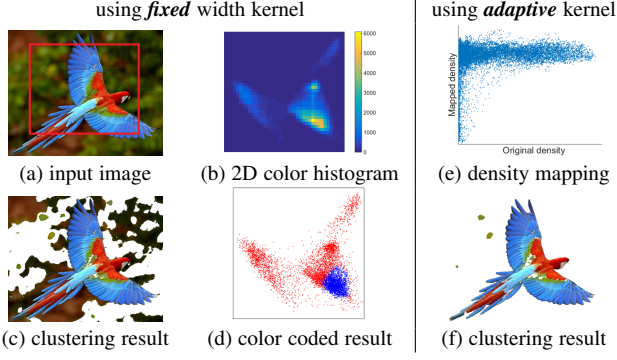 using fixed width kernel
using adaptive kernel
6000
5000
4000
3000
2000
1000
0
Mapped density
Original density
(a) input image
(b) 2D color histogram
(e) density mapping
(c) clustering result
(d) color coded result
(f) clustering result